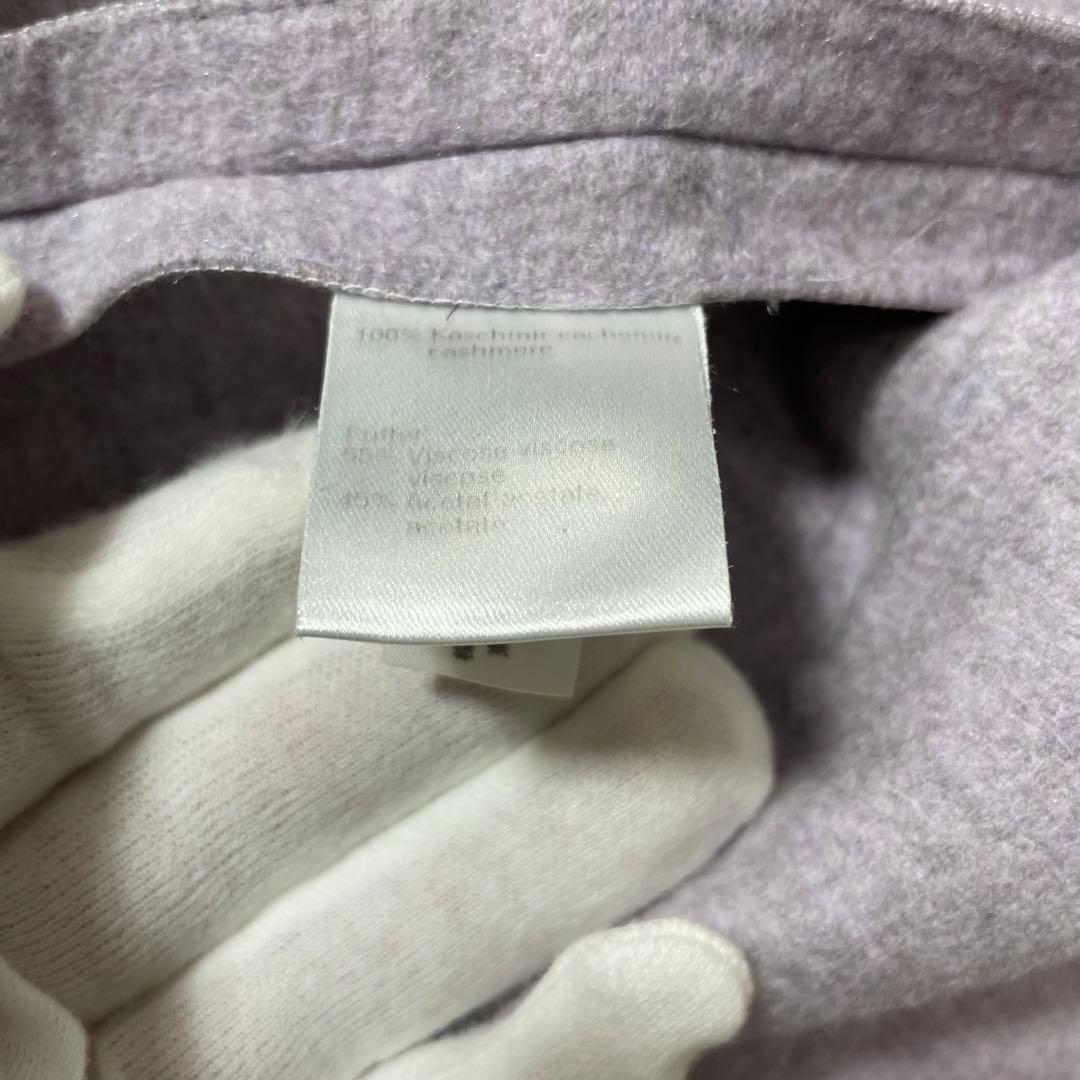 100% Kaschmir cachemire
cashmere
Futter:
55% Viscose viscose
viscose
45% Acetat acetate
acetate